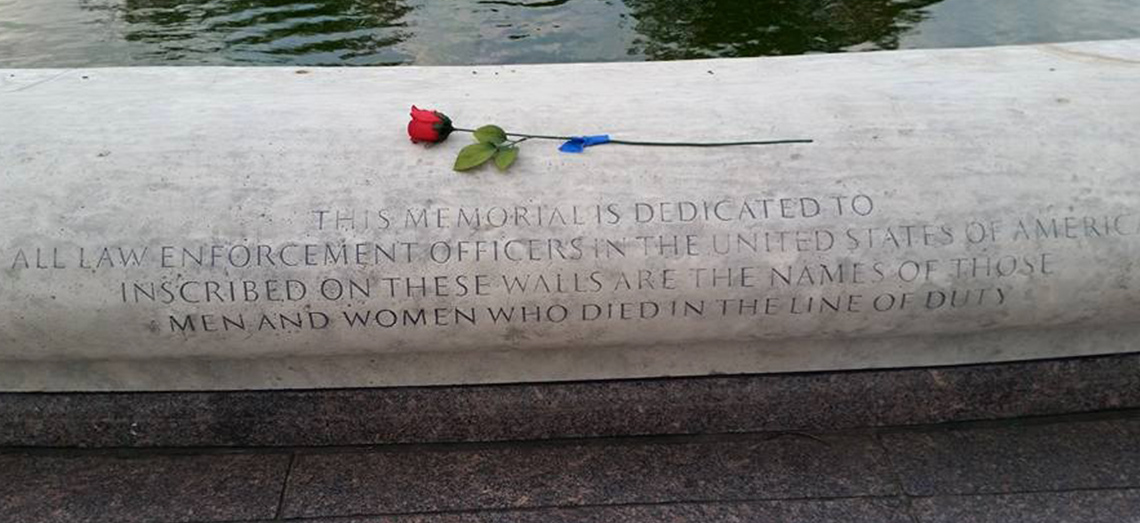 THIS MEMORIAL IS DEDICATED TO
ALL LAW ENFORCEMENT OFFICERS IN THE UNITED STATES OF AMERIC
INSCRIBED ON THESE WALLS ARE THE NAMES OF THOSE
MEN AND WOMEN WHO DIED IN THE LINE OF DUTY